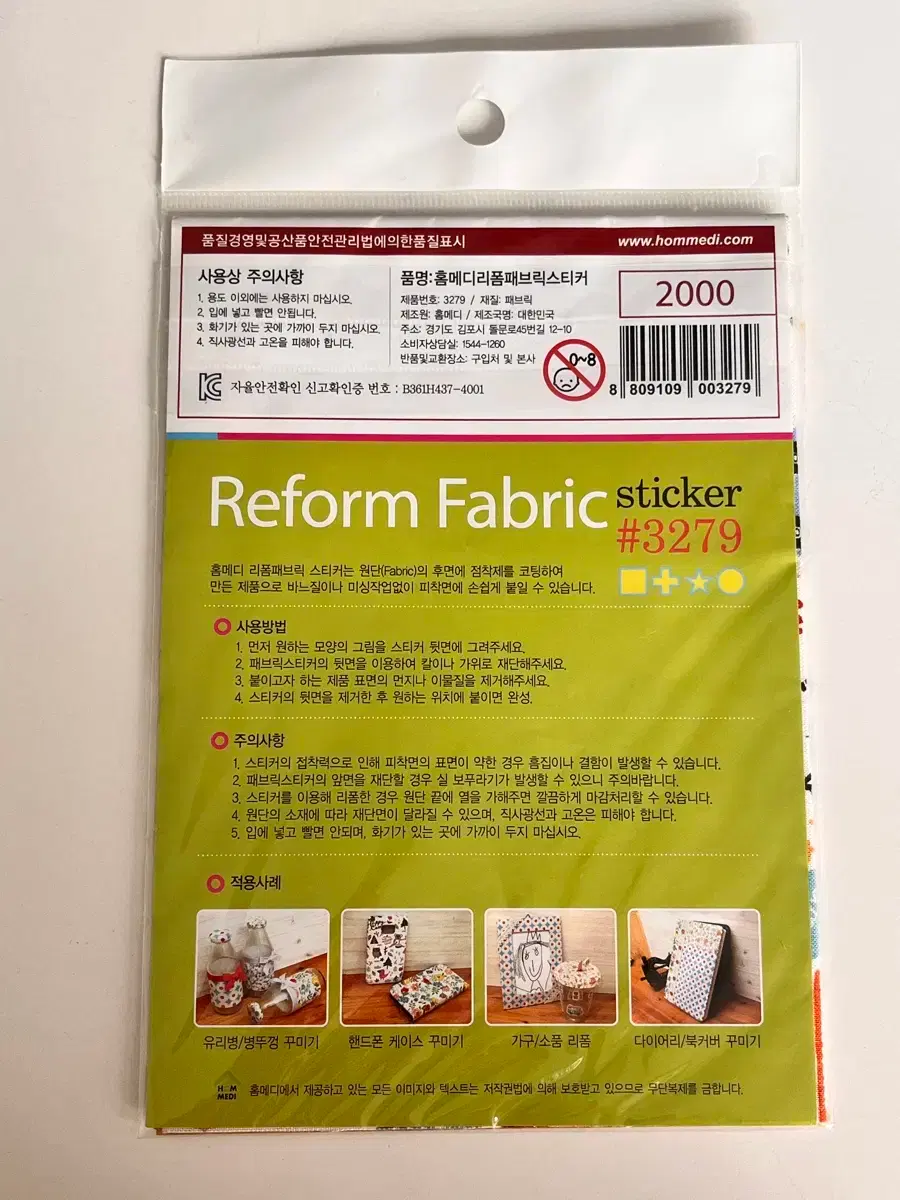 품질경영및공산품안전관리법에의한품질표시
www.hommedi.com
사용상 주의사항
1. 용도 이외에는 사용하지 마십시오.
2. 입에 넣고 빨면 안됩니다.
3. 화기가 있는 곳에 가까이 두지 마십시오.
4. 직사광선과 고온을 피해야 합니다.
품명:홈메디리폼패브릭스티커
제품번호: 3279 / 재질: 패브릭
제조원: 홈메디 / 제조국명: 대한민국
주소: 경기도 김포시 돌문로45번길 12-10
소비자상담실: 1544-1260
반품및교환장소: 구입처 및 본사
2000
0~8
8 809109 003279
자율안전확인 신고확인증 번호 : B361H437-4001
Reform Fabric sticker
#3279
홈메디 리폼패브릭 스티커는 원단(Fabric)의 후면에 점착제를 코팅하여
만든 제품으로 바느질이나 미싱작업없이 피착면에 손쉽게 붙일 수 있습니다.
사용방법
1. 먼저 원하는 모양의 그림을 스티커 뒷면에 그려주세요.
2. 패브릭스티커의 뒷면을 이용하여 칼이나 가위로 재단해주세요.
3. 붙이고자 하는 제품 표면의 먼지나 이물질을 제거해주세요.
4. 스티커의 뒷면을 제거한 후 원하는 위치에 붙이면 완성.
주의사항
1. 스티커의 접착력으로 인해 피착면의 표면이 약한 경우 흠집이나 결함이 발생할 수 있습니다.
2. 패브릭스티커의 앞면을 재단할 경우 실 보푸라기가 발생할 수 있으니 주의바랍니다.
3. 스티커를 이용해 리폼한 경우 원단 끝에 열을 가해주면 깔끔하게 마감처리할 수 있습니다.
4. 원단의 소재에 따라 재단면이 달라질 수 있으며, 직사광선과 고온은 피해야 합니다.
5. 입에 넣고 빨면 안되며, 화기가 있는 곳에 가까이 두지 마십시오.
적용사례
유리병/병뚜껑 꾸미기
핸드폰 케이스 꾸미기
가구/소품 리폼
다이어리/북커버 꾸미기
HOM
MEDI
홈메디에서 제공하고 있는 모든 이미지와 텍스트는 저작권법에 의해 보호받고 있으므로 무단복제를 금합니다.